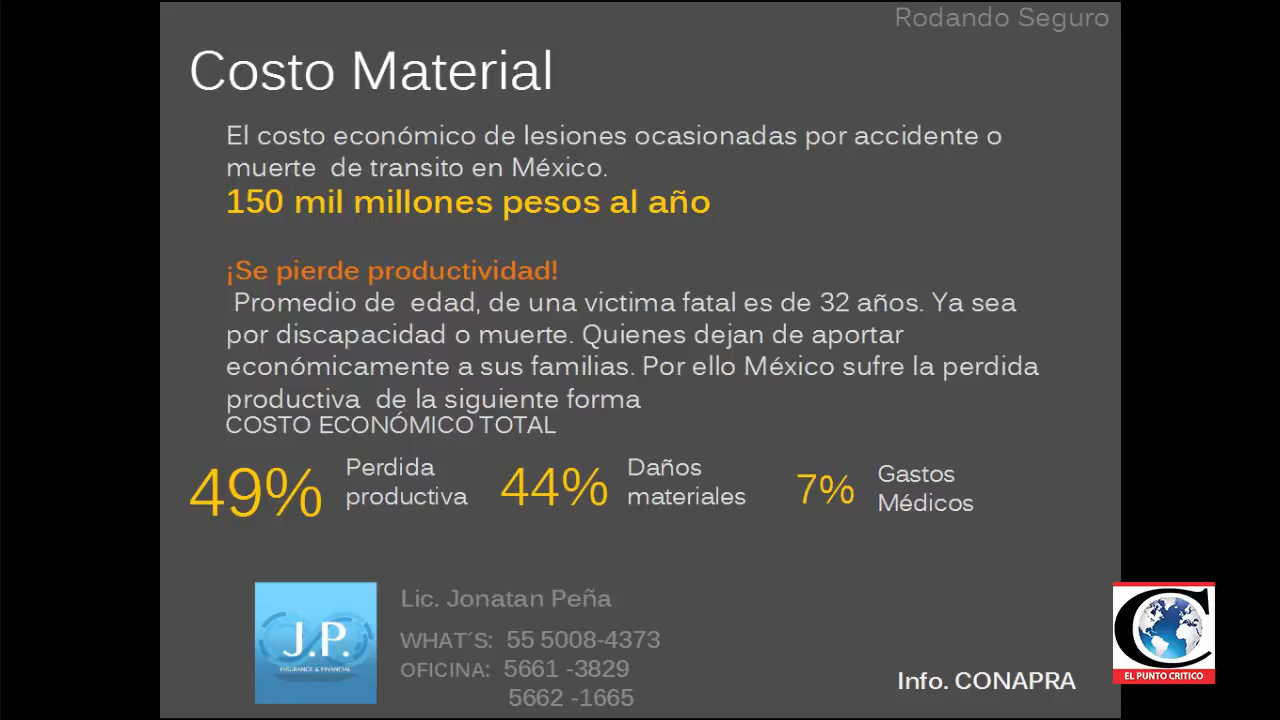 Rodando Seguro
Costo Material
El costo económico de lesiones ocasionadas por accidente o
muerte  de transito en México.
150 mil millones pesos al año
¡Se pierde productividad!
Promedio de  edad, de una victima fatal es de 32 años. Ya sea
por discapacidad o muerte. Quienes dejan de aportar
económicamente a sus familias. Por ello México sufre la perdida
productiva  de la siguiente forma
COSTO ECONÓMICO TOTAL
49% Perdida productiva
44% Daños materiales
7% Gastos Médicos
J.P.
INSURANCE & FINANCIAL
Lic. Jonatan Peña
WHAT´S:  55 5008-4373
OFICINA:  5661 -3829
5662 -1665
Info. CONAPRA
C
EL PUNTO CRITICO